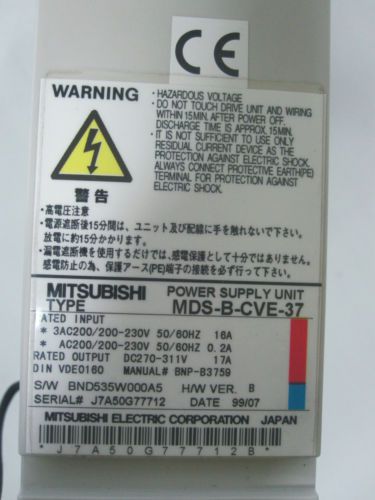 CE
WARNING
・HAZARDOUS VOLTAGE
・DO NOT TOUCH DRIVE UNIT AND WIRING
WITHIN 15MIN. AFTER POWER OFF.
DISCHARGE TIME IS APPROX.15MIN.
・IT IS NOT SUFFICIENT TO USE ONLY
RESIDUAL CURRENT DEVICE AS THE
PROTECTION AGAINST ELECTRIC SHOCK.
ALWAYS CONNECT PROTECTIVE EARTH(PE)
TERMINAL FOR PROTECTION AGAINST
ELECTRIC SHOCK.
警告
・高電圧注意
・電源遮断後15分間は、ユニット及び配線に手を触れないで下さい。
放電に約15分かかります。
・漏電遮断機を使用するだけでは、感電保護として十分ではありません。
感電防止の為、保護アース(PE)端子の接続を必ず行って下さい。
MITSUBISHI POWER SUPPLY UNIT
TYPE MDS-B-CVE-37
ATED INPUT
* 3AC200/200-230V 50/60HZ 16A
* AC200/200-230V 50/60HZ 0.2A
RATED OUTPUT DC270-311V 17A
DIN VDE0160 MANUAL# BNP-B3759
S/W BND535W000A5 H/W VER. B
SERIAL# J7A50G77712 DATE 99/07
MITSUBISHI ELECTRIC CORPORATION JAPAN
*J7A50G77712B*